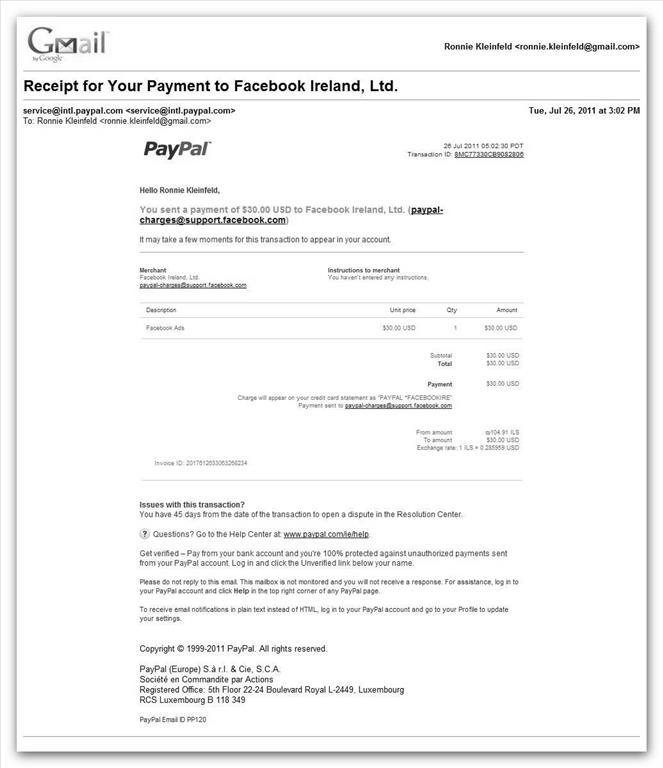 Gmail
by Google
Ronnie Kleinfeld <ronnie.kleinfeld@gmail.com>
Receipt for Your Payment to Facebook Ireland, Ltd.
service@intl.paypal.com <service@intl.paypal.com>
Tue, Jul 26, 2011 at 3:02 PM
To: Ronnie Kleinfeld <ronnie.kleinfeld@gmail.com>
PayPal
26 Jul 2011 05:02:30 PDT
Transaction ID: 8MC77330CB9082806
Hello Ronnie Kleinfeld,
You sent a payment of $30.00 USD to Facebook Ireland, Ltd. (paypal-
charges@support.facebook.com)
It may take a few moments for this transaction to appear in your account.
Merchant
Facebook Ireland, Ltd.
paypal-charges@support.facebook.com
Instructions to merchant
You haven't entered any instructions.
Description Unit price Qty Amount
Facebook Ads $30.00 USD 1 $30.00 USD
Subtotal $30.00 USD
Total $30.00 USD
Payment $30.00 USD
Charge will appear on your credit card statement as "PAYPAL *FACEBOOKIRE"
Payment sent to paypal-charges@support.facebook.com
From amount ₪104.91 ILS
To amount $30.00 USD
Exchange rate: 1 ILS = 0.285959 USD
Invoice ID: 2017612633063268234
Issues with this transaction?
You have 45 days from the date of the transaction to open a dispute in the Resolution Center.
? Questions? Go to the Help Center at: www.paypal.com/ie/help.
Get verified – Pay from your bank account and you're 100% protected against unauthorized payments sent
from your PayPal account. Log in and click the Unverified link below your name.
Please do not reply to this email. This mailbox is not monitored and you will not receive a response. For assistance, log in to
your PayPal account and click Help in the top right corner of any PayPal page.
To receive email notifications in plain text instead of HTML, log in to your PayPal account and go to your Profile to update
your settings.
Copyright © 1999-2011 PayPal. All rights reserved.
PayPal (Europe) S.à r.l. & Cie, S.C.A.
Société en Commandite par Actions
Registered Office: 5th Floor 22-24 Boulevard Royal L-2449, Luxembourg
RCS Luxembourg B 118 349
PayPal Email ID PP120